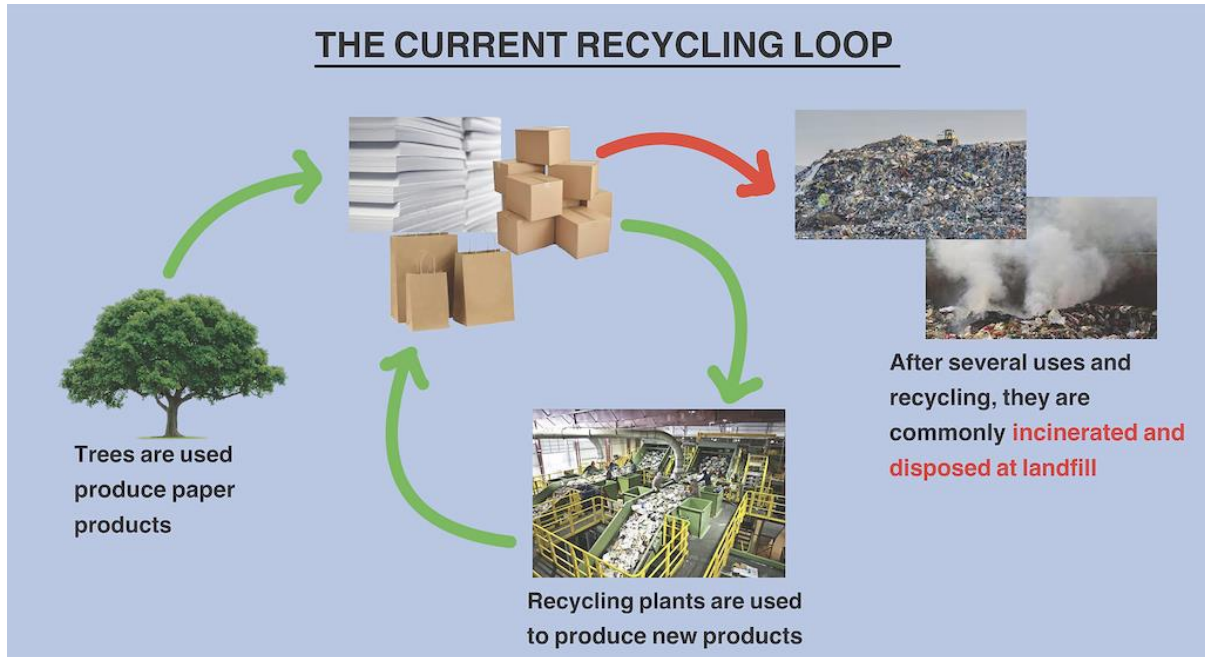 THE CURRENT RECYCLING LOOP
Trees are used
produce paper
products
Recycling plants are used
to produce new products
After several uses and
recycling, they are
commonly incinerated and
disposed at landfill